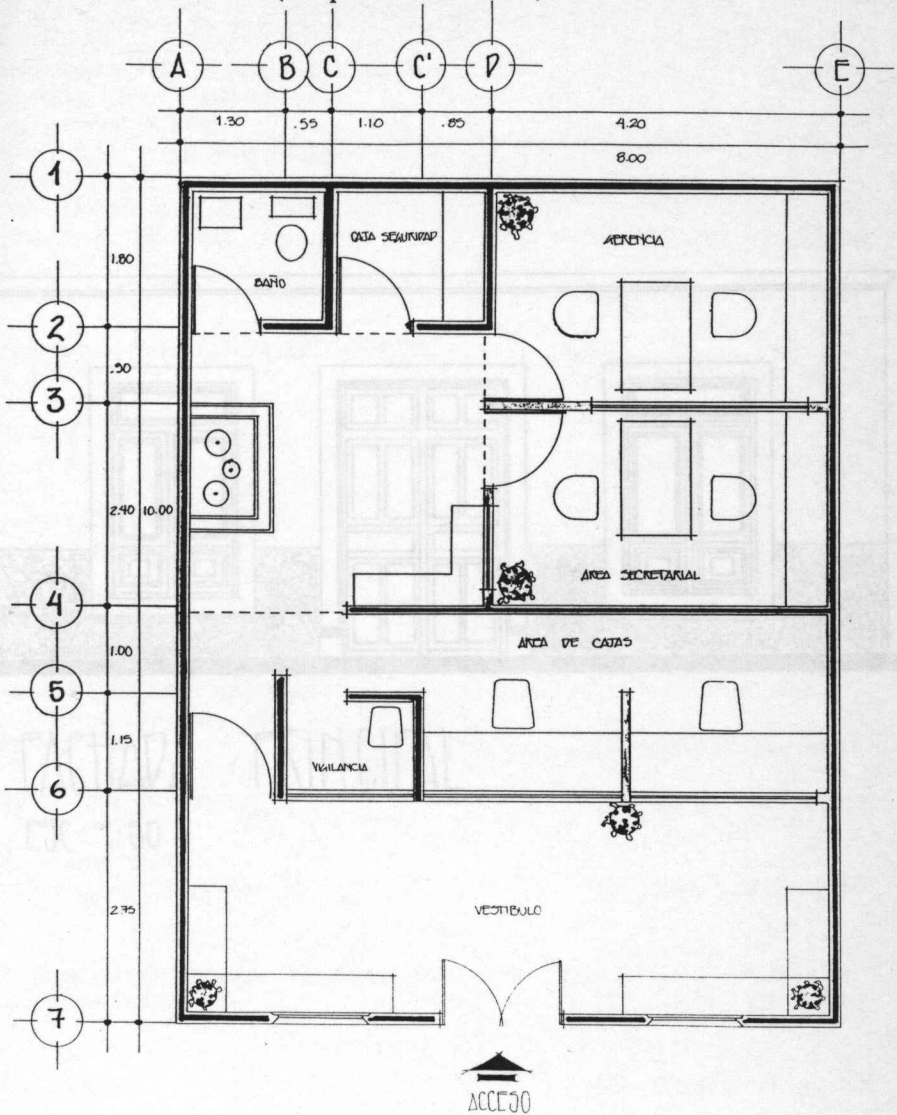 A B C C' D E
1.30 .55 1.10 .85 4.20
8.00
1
1.80
CAJA SEGURIDAD
GERENCIA
BAÑO
2
.90
3
2.40 10.00
AREA SECRETARIAL
4
1.00
AREA DE CAJAS
5
1.15
VIGILANCIA
6
2.75
VESTIBULO
7
ACCESO